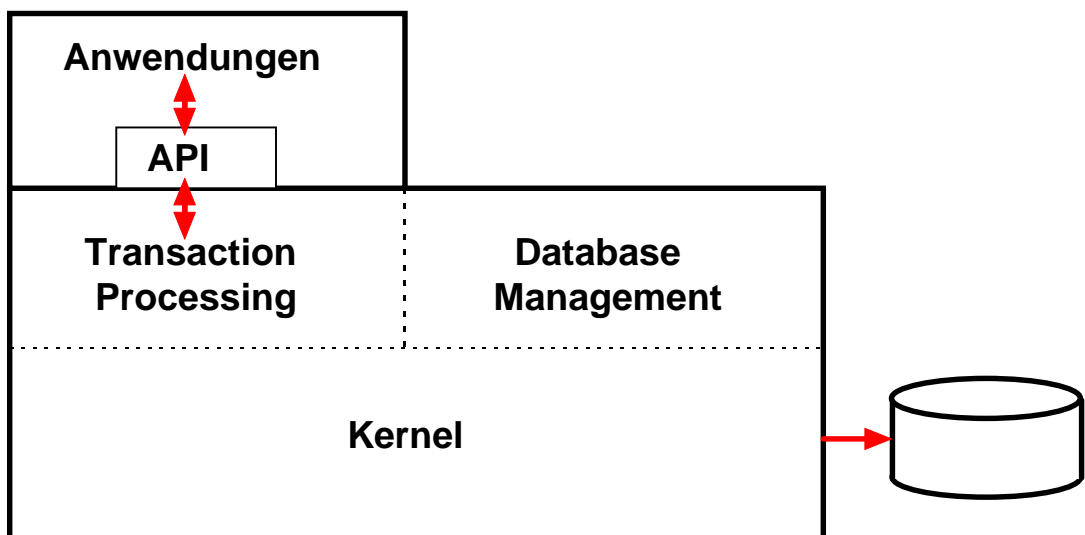 Anwendungen
API
Transaction
Processing
Database
Management
Kernel